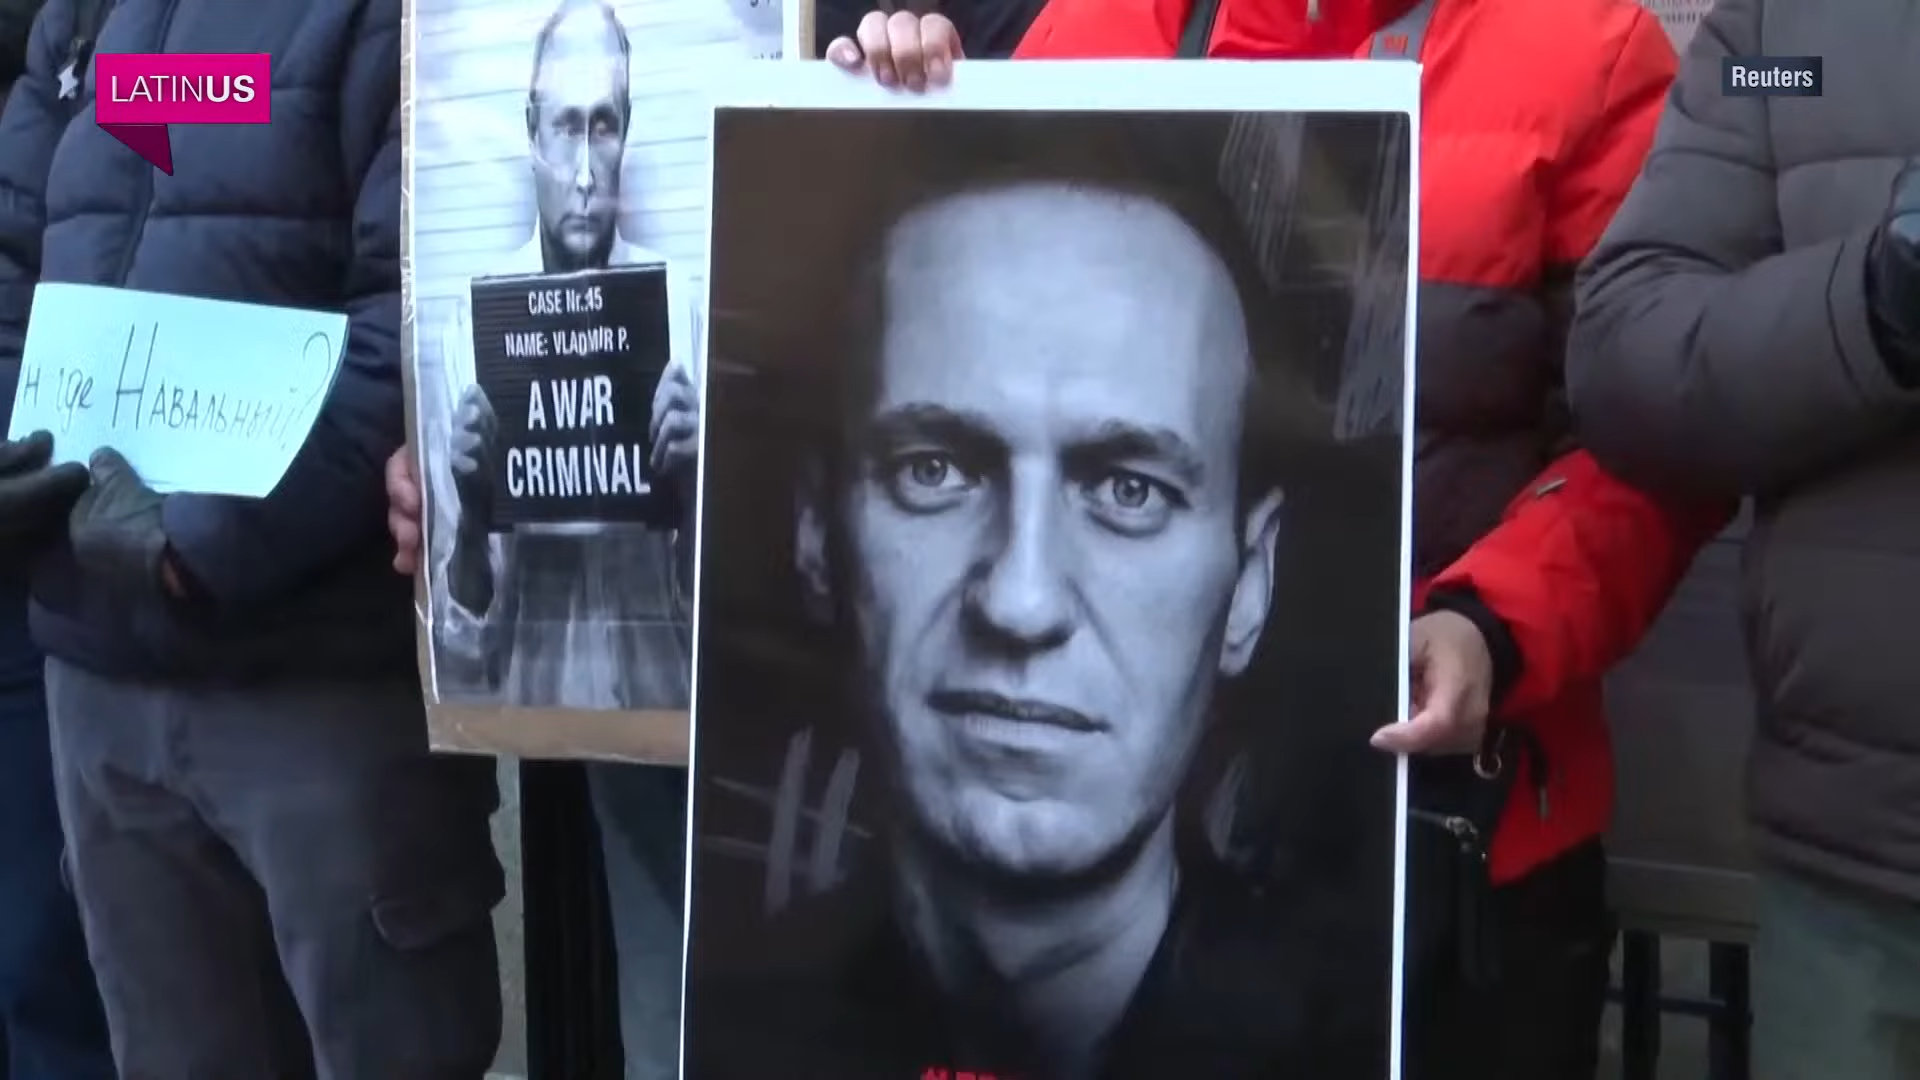 LATINUS
Reuters
CASE Nr.:45
NAME: VLADMIR P.
A WAR
CRIMINAL
н где Навальный?